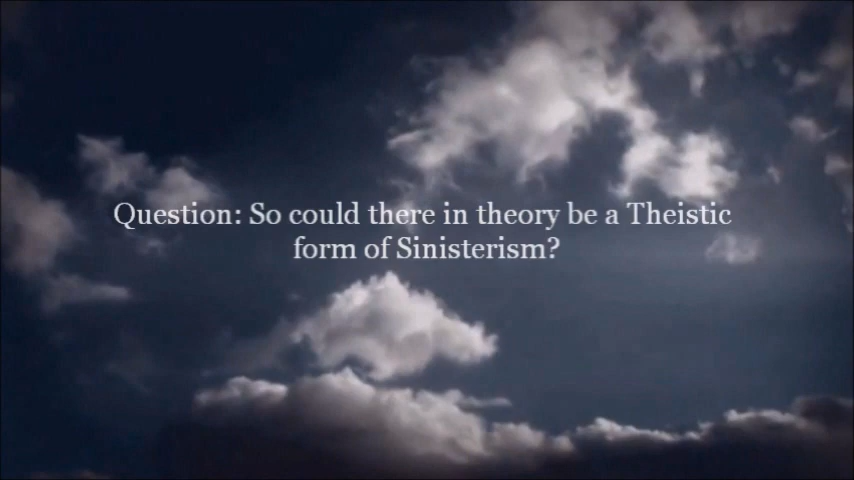 Question: So could there in theory be a Theistic
form of Sinisterism?